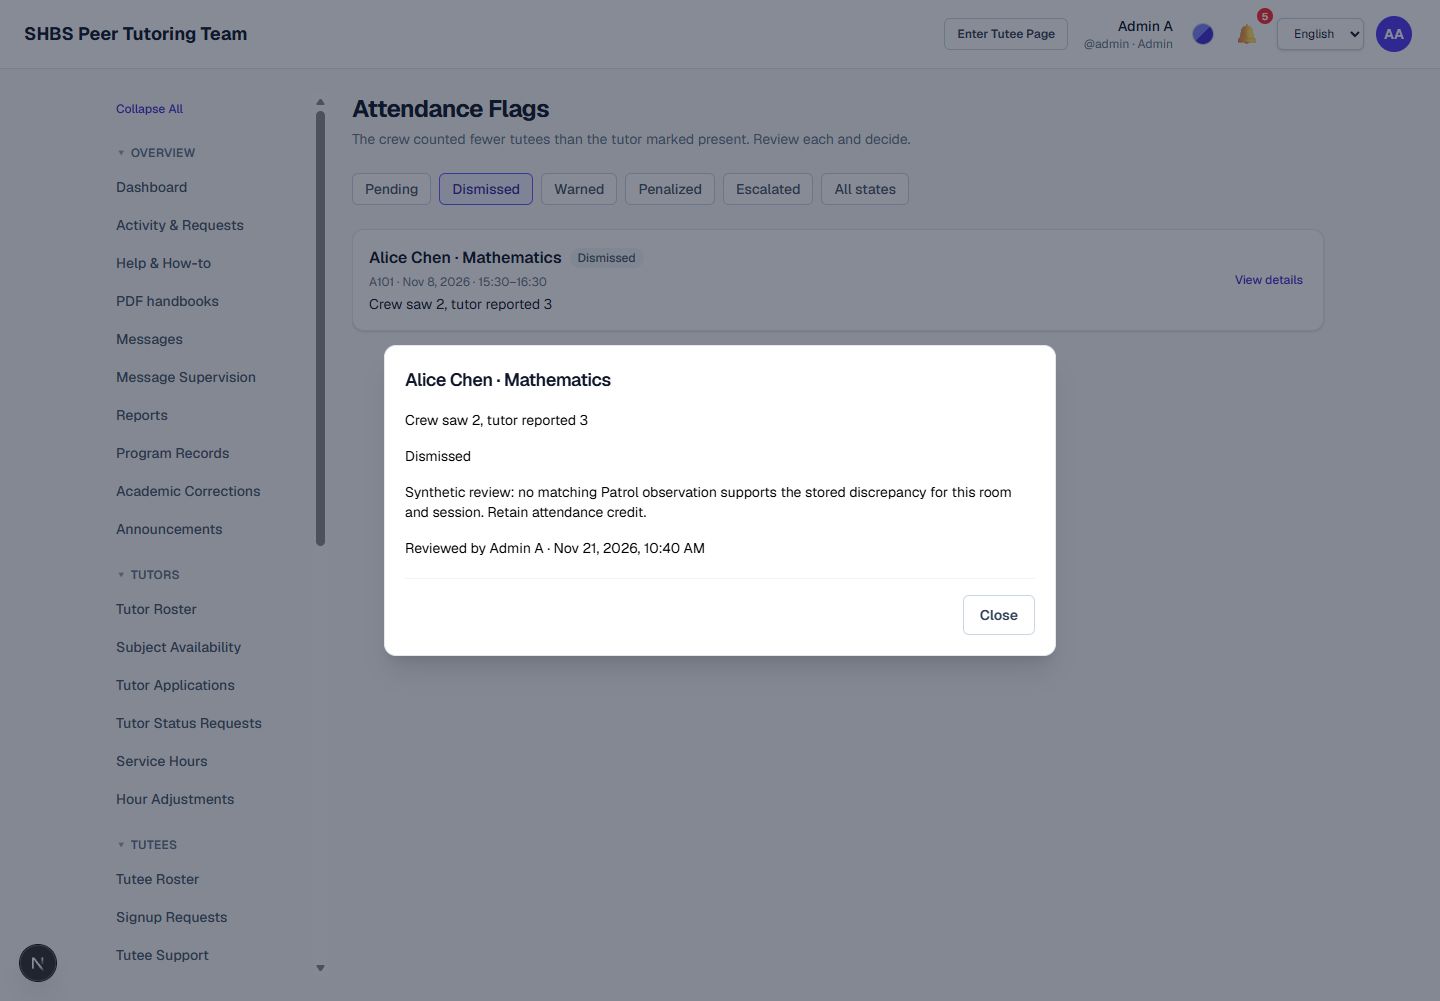 SHBS Peer Tutoring Team
Enter Tutee Page
Admin A
@admin · Admin
5
English
AA
Collapse All
OVERVIEW
Dashboard
Activity & Requests
Help & How-to
PDF handbooks
Messages
Message Supervision
Reports
Program Records
Academic Corrections
Announcements
TUTORS
Tutor Roster
Subject Availability
Tutor Applications
Tutor Status Requests
Service Hours
Hour Adjustments
TUTEES
Tutee Roster
Signup Requests
Tutee Support
N
Attendance Flags
The crew counted fewer tutees than the tutor marked present. Review each and decide.
Pending
Dismissed
Warned
Penalized
Escalated
All states
Alice Chen · Mathematics
Dismissed
A101 · Nov 8, 2026 · 15:30–16:30
Crew saw 2, tutor reported 3
View details
Alice Chen · Mathematics
Crew saw 2, tutor reported 3
Dismissed
Synthetic review: no matching Patrol observation supports the stored discrepancy for this room
and session. Retain attendance credit.
Reviewed by Admin A · Nov 21, 2026, 10:40 AM
Close